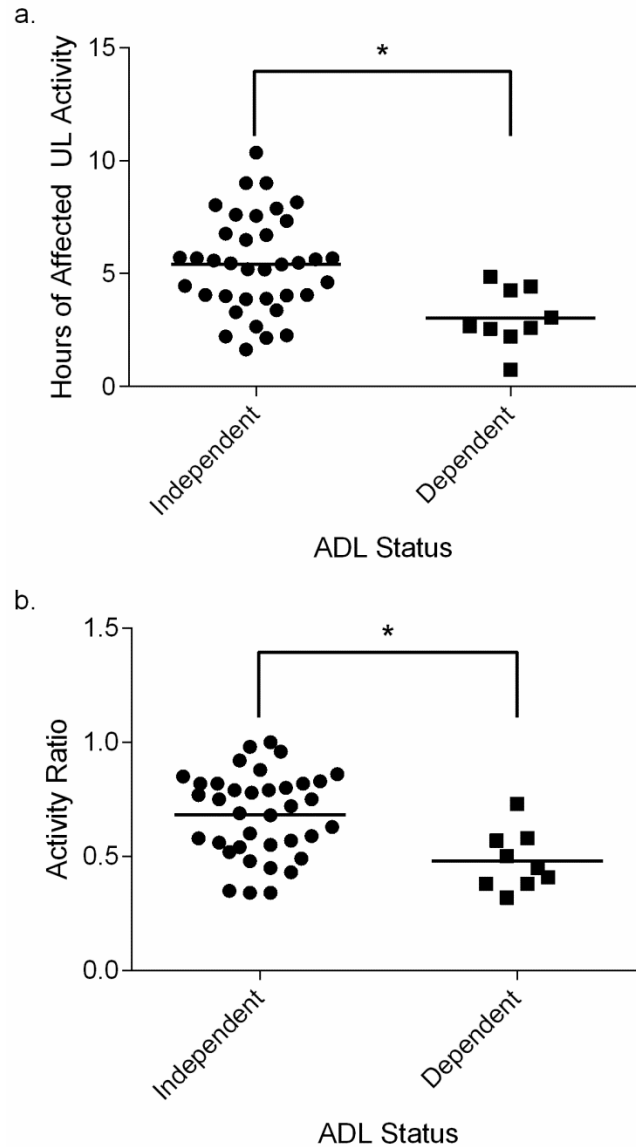 a.
Hours of Affected UL Activity
15
10
5
0
*
Independent
Dependent
ADL Status
b.
Activity Ratio
1.5
1.0
0.5
0.0
*
Independent
Dependent
ADL Status